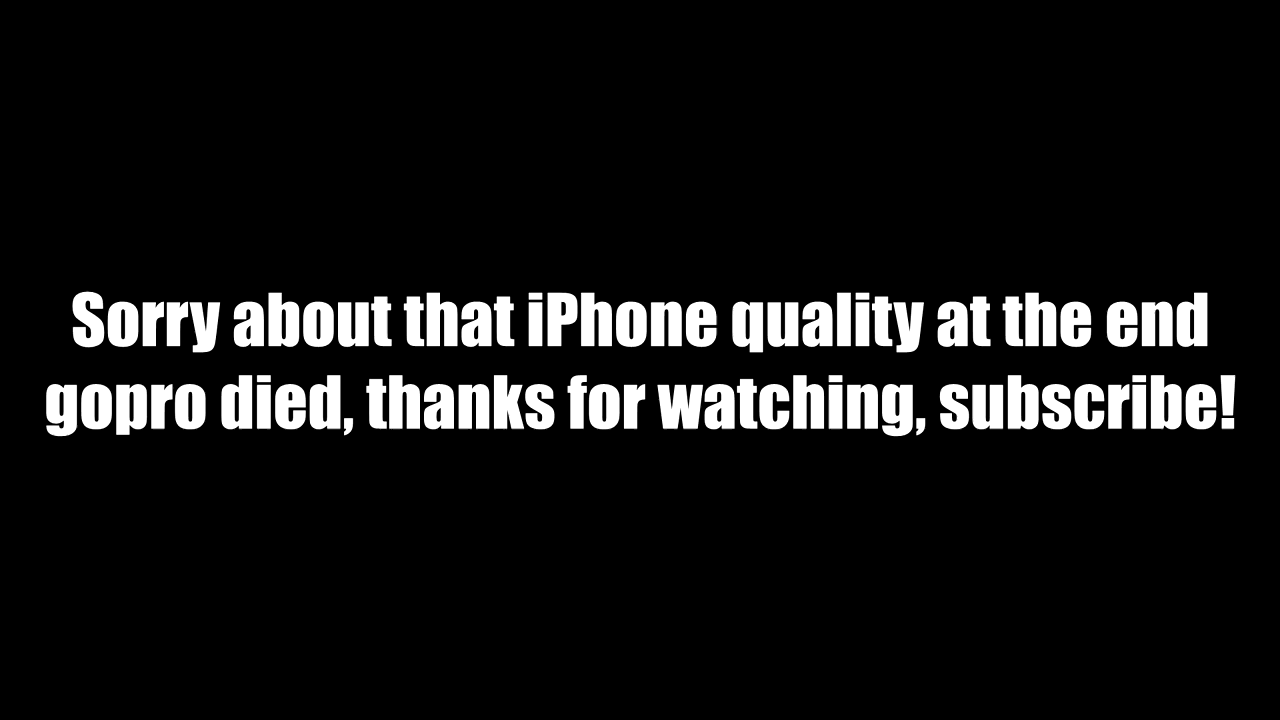 Sorry about that iPhone quality at the end
gopro died, thanks for watching, subscribe!